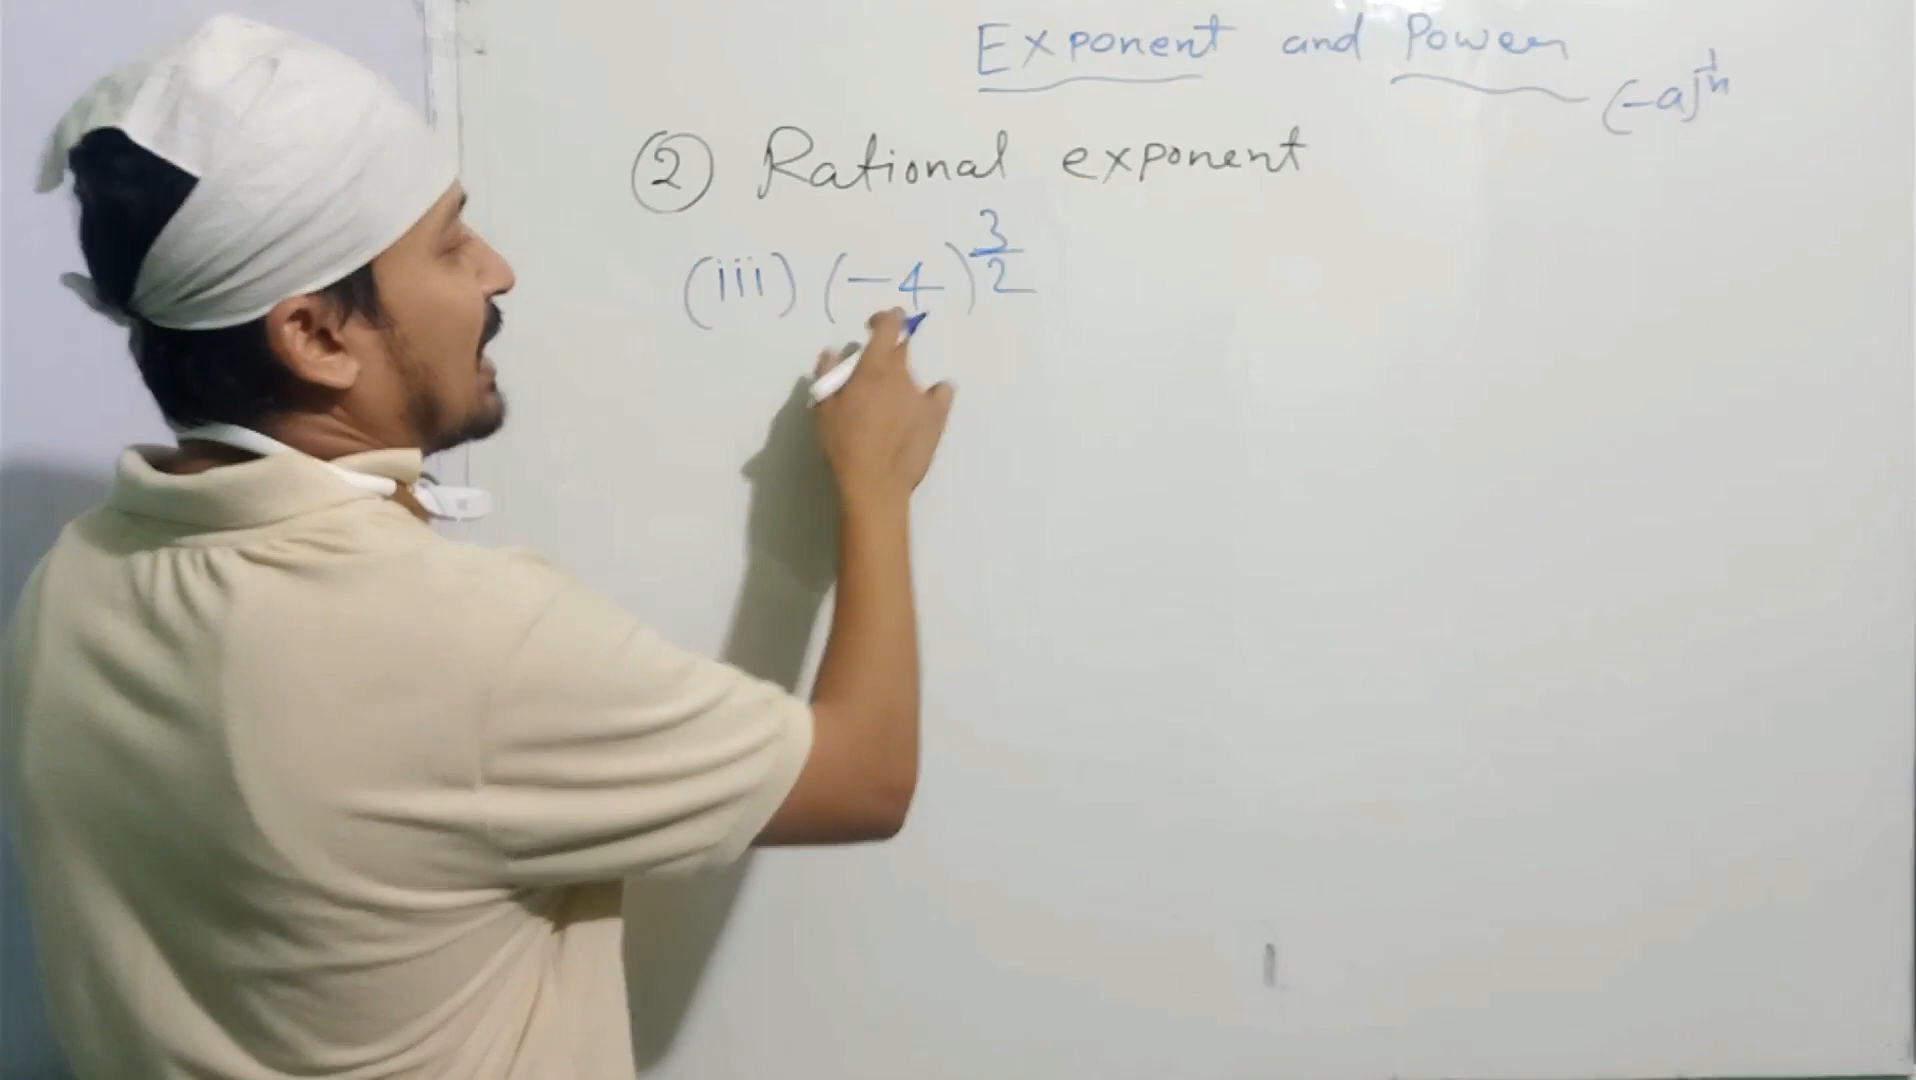 Exponent and Power
(-a)^1/n
② Rational exponent
(iii) (-4)^3/2